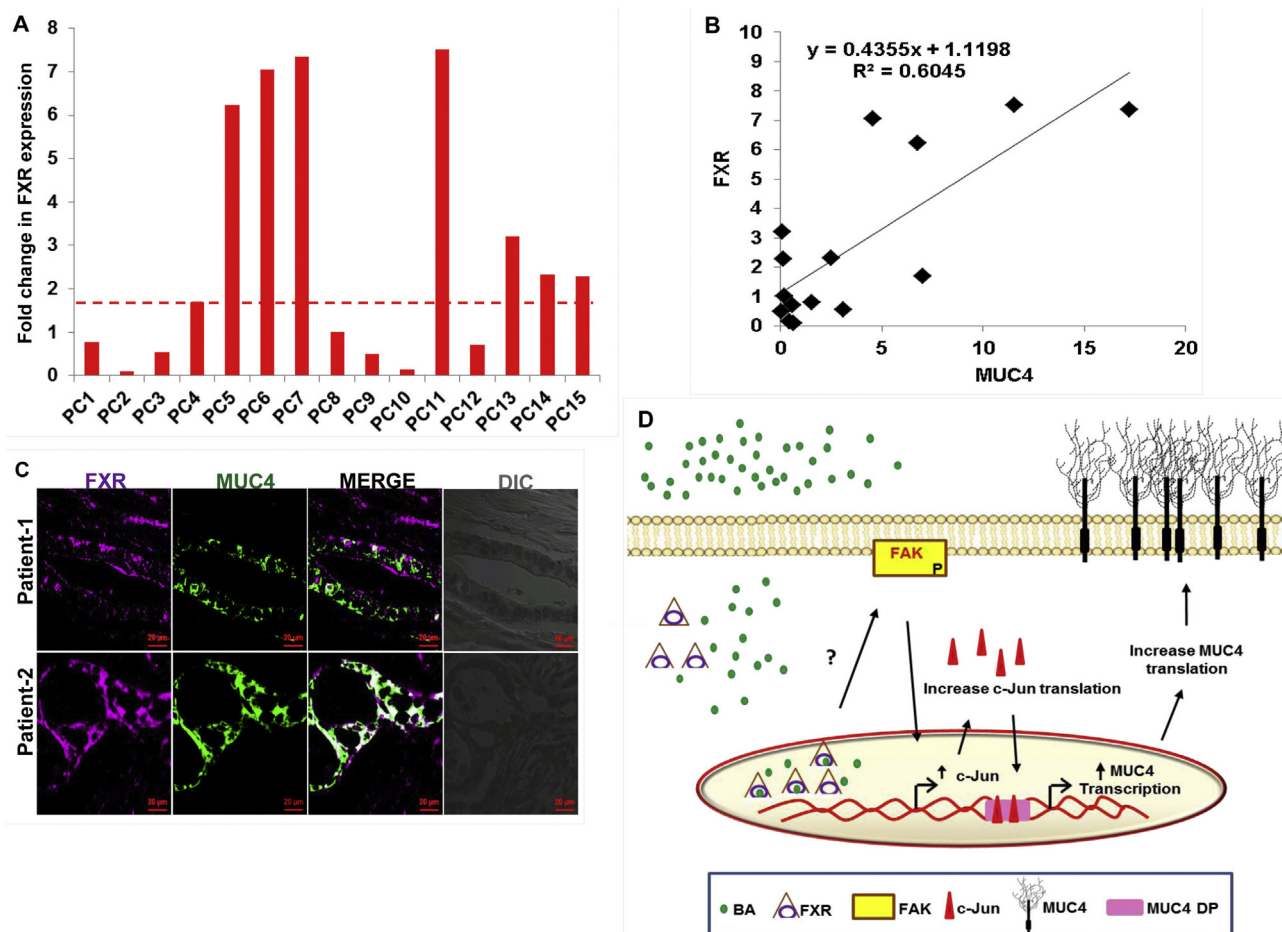 A
Fold change in FXR expression
8
7
6
5
4
3
2
1
0
PC1
PC2
PC3
PC4
PC5
PC6
PC7
PC8
PC9
PC10
PC11
PC12
PC13
PC14
PC15
B
y = 0.4355x + 1.1198
R² = 0.6045
FXR
10
9
8
7
6
5
4
3
2
1
0
0 5 10 15 20
MUC4
C
FXR MUC4 MERGE DIC
Patient-1
20 µm 20 µm 20 µm 20 µm
Patient-2
20 µm 20 µm 20 µm 20 µm
D
FAK
P
?
Increase c-Jun translation
Increase MUC4
translation
c-Jun
MUC4
Transcription
BA FXR FAK c-Jun MUC4 MUC4 DP